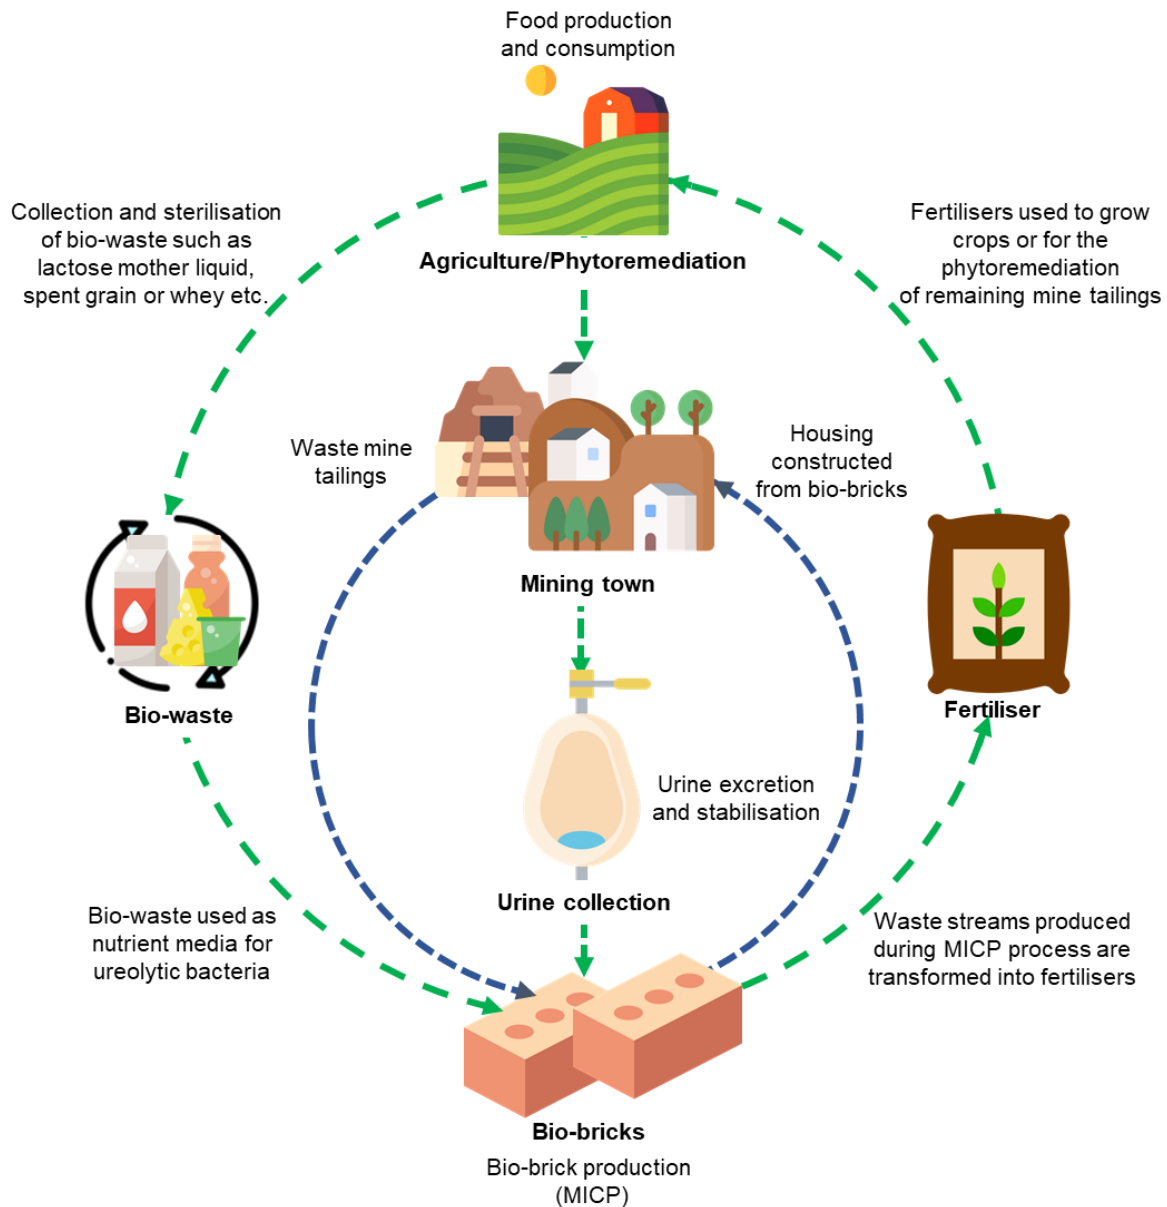 Food production
and consumption
Collection and sterilisation
of bio-waste such as
lactose mother liquid,
spent grain or whey etc.
Fertilisers used to grow
crops or for the
phytoremediation
of remaining mine tailings
Agriculture/Phytoremediation
Waste mine
tailings
Housing
constructed
from bio-bricks
Mining town
Bio-waste
Fertiliser
Urine excretion
and stabilisation
Urine collection
Bio-waste used as
nutrient media for
ureolytic bacteria
Waste streams produced
during MICP process are
transformed into fertilisers
Bio-bricks
Bio-brick production
(MICP)